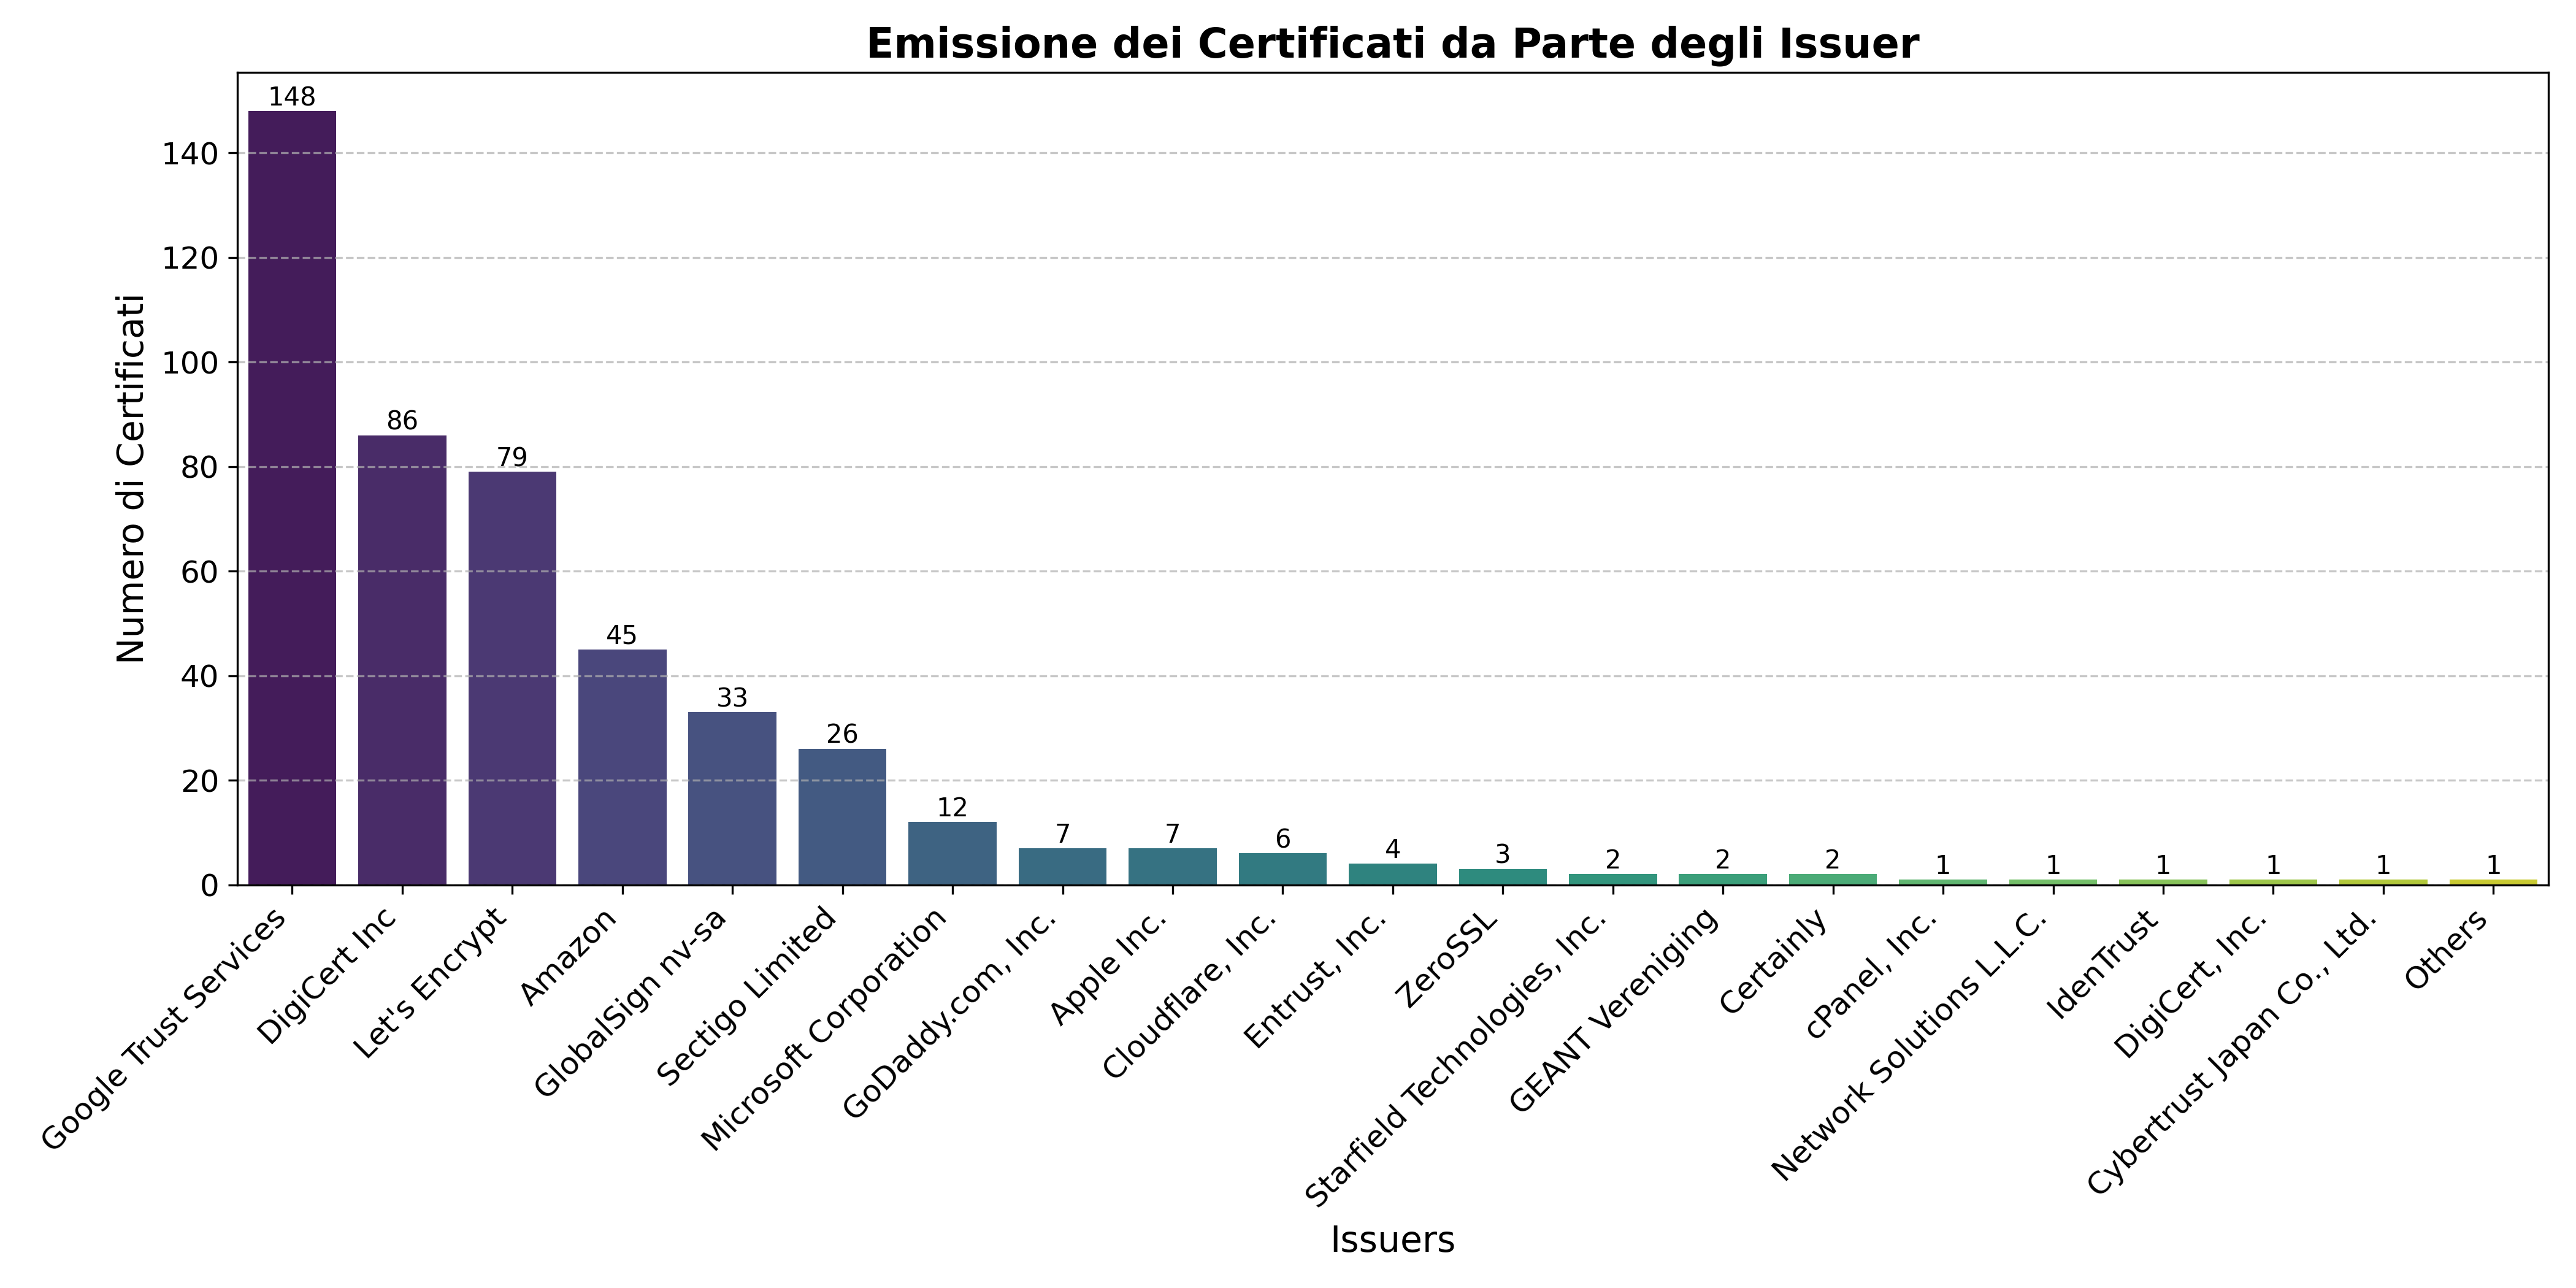 Emissione dei Certificati da Parte degli Issuer
Numero di Certificati
140
120
100
80
60
40
20
0
148
86
79
45
33
26
12
7
7
6
4
3
2
2
2
1
1
1
1
1
1
Google Trust Services
DigiCert Inc
Let's Encrypt
Amazon
GlobalSign nv-sa
Sectigo Limited
Microsoft Corporation
GoDaddy.com, Inc.
Apple Inc.
Cloudflare, Inc.
Entrust, Inc.
ZeroSSL
Starfield Technologies, Inc.
GEANT Vereniging
Certainly
cPanel, Inc.
Network Solutions L.L.C.
IdenTrust
DigiCert, Inc.
Cybertrust Japan Co., Ltd.
Others
Issuers